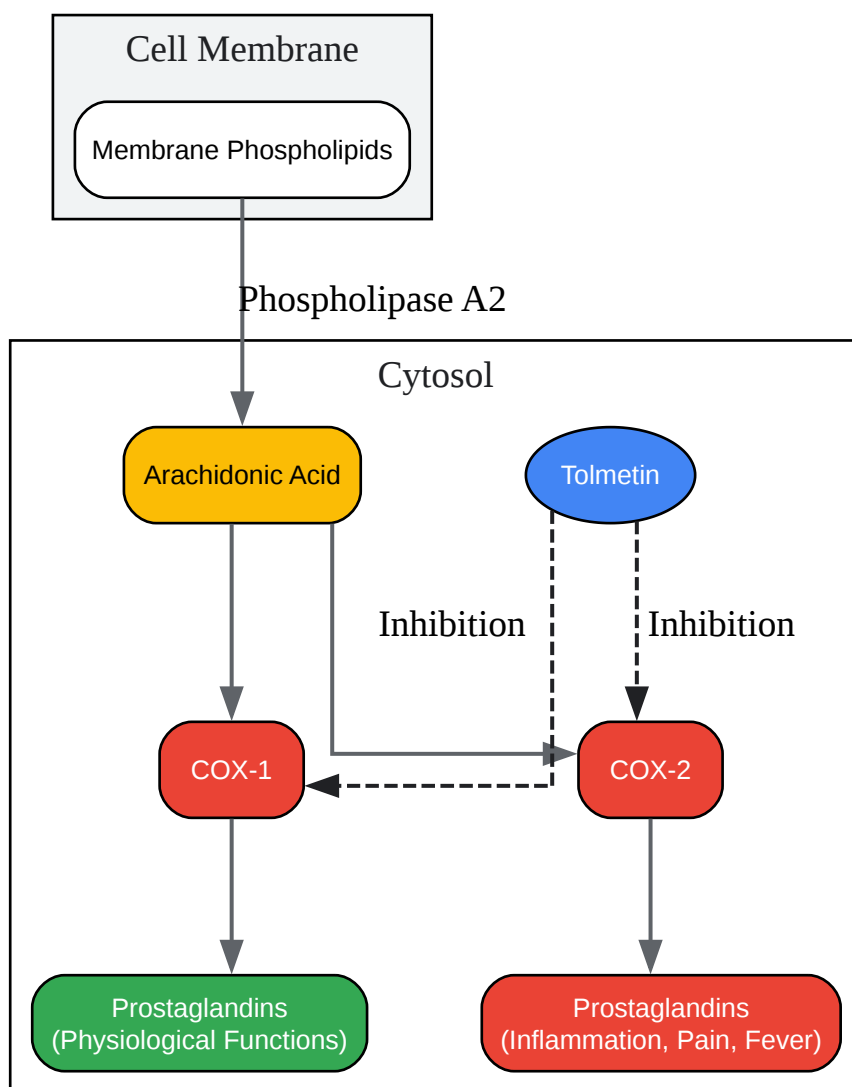 Cell Membrane
Membrane Phospholipids
Phospholipase A2
Cytosol
Arachidonic Acid
Tolmetin
Inhibition
Inhibition
COX-1
COX-2
Prostaglandins
(Physiological Functions)
Prostaglandins
(Inflammation, Pain, Fever)